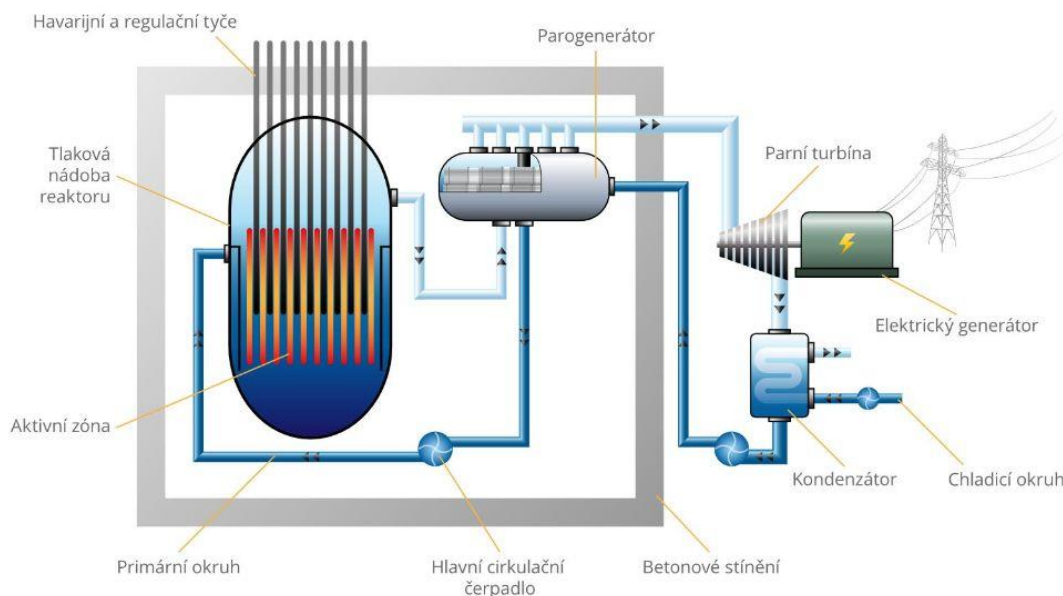 Havarijní a regulační tyče
Parogenerátor
Tlaková
nádoba
reaktoru
Parní turbína
Elektrický generátor
Aktivní zóna
Kondenzátor
Chladicí okruh
Primární okruh
Hlavní cirkulační
čerpadlo
Betonové stínění